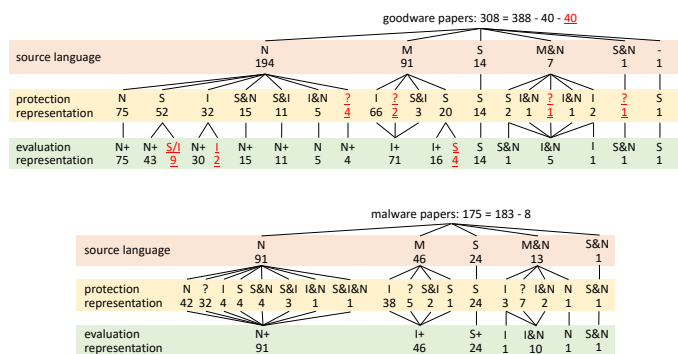 goodware papers: 308 = 388 - 40 - 40
N M S M&N S&N -
source language
194 91 14 7 1 1
protection N S I S&N S&I I&N ? I ? S&I S S S I&N ? I&N I ? S
representation 75 52 32 15 11 5 4 66 2 3 20 14 2 1 1 1 2 1 1
evaluation N+ N+ S/I N+ I N+ N+ N N+ I+ I+ S S S&N I&N I S&N S
representation 75 43 9 30 2 15 11 5 4 71 16 4 14 1 5 1 1 1
malware papers: 175 = 183 - 8
N M S M&N S&N
source language
91 46 24 13 1
protection N ? I S S&N S&I I&N S&I&N I ? S&I S S I ? I&N N S&N
representation 42 32 4 4 4 3 1 1 38 5 2 1 24 3 7 2 1 1
evaluation N+ I+ S+ I I&N N S&N
representation 91 46 24 1 10 1 1